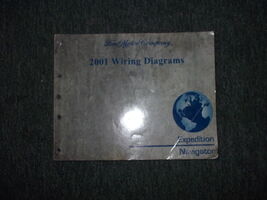 Ford Motor Company
2001 Wiring Diagrams
Expedition
Navigator